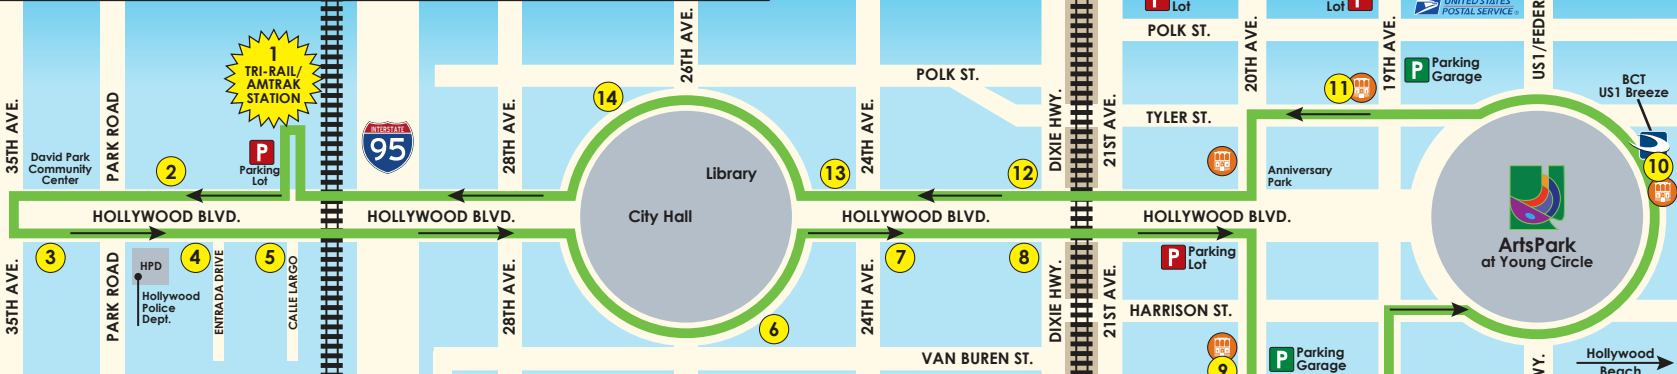 P
Lot
Lot
P
UNITED STATES
POSTAL SERVICE®
POLK ST.
26TH AVE.
20TH AVE.
19TH AVE.
US1/FEDER
1
TRI-RAIL/
AMTRAK
STATION
POLK ST.
P
Parking
Garage
11
BCT
US1 Breeze
14
35TH AVE.
PARK ROAD
INTERSTATE
95
28TH AVE.
24TH AVE.
DIXIE HWY.
21ST AVE.
TYLER ST.
David Park
Community
Center
2
P
Parking
Lot
Library
13
12
Anniversary
Park
10
HOLLYWOOD BLVD.
HOLLYWOOD BLVD.
City Hall
HOLLYWOOD BLVD.
HOLLYWOOD BLVD.
ArtsPark
at Young Circle
3
4
5
7
8
P
Parking
Lot
HPD
Hollywood
Police
Dept.
35TH AVE.
PARK ROAD
ENTRADA DRIVE
CALLE LARGO
28TH AVE.
24TH AVE.
DIXIE HWY.
21ST AVE.
HARRISON ST.
6
VAN BUREN ST.
9
P
Parking
Garage
WY.
Hollywood
Beach